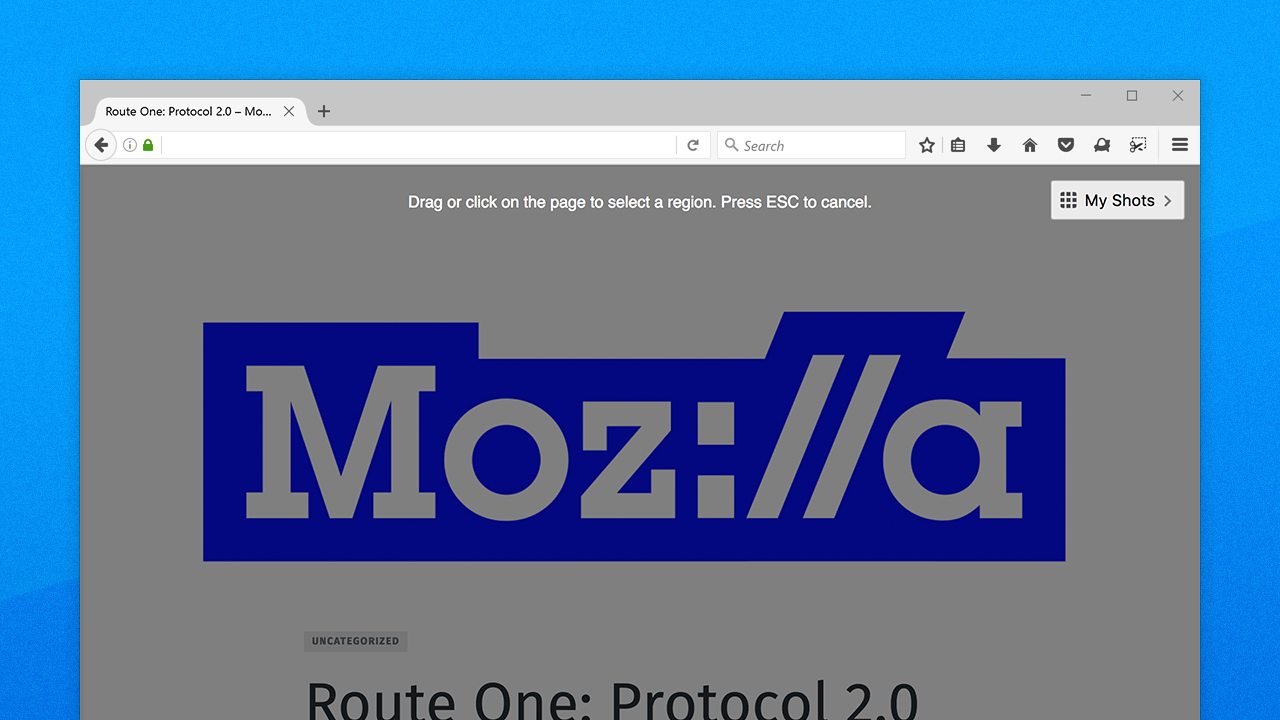 Route One: Protocol 2.0 – Mo...
Search
Drag or click on the page to select a region. Press ESC to cancel.
My Shots
Moz://a
UNCATEGORIZED
Route One: Protocol 2.0